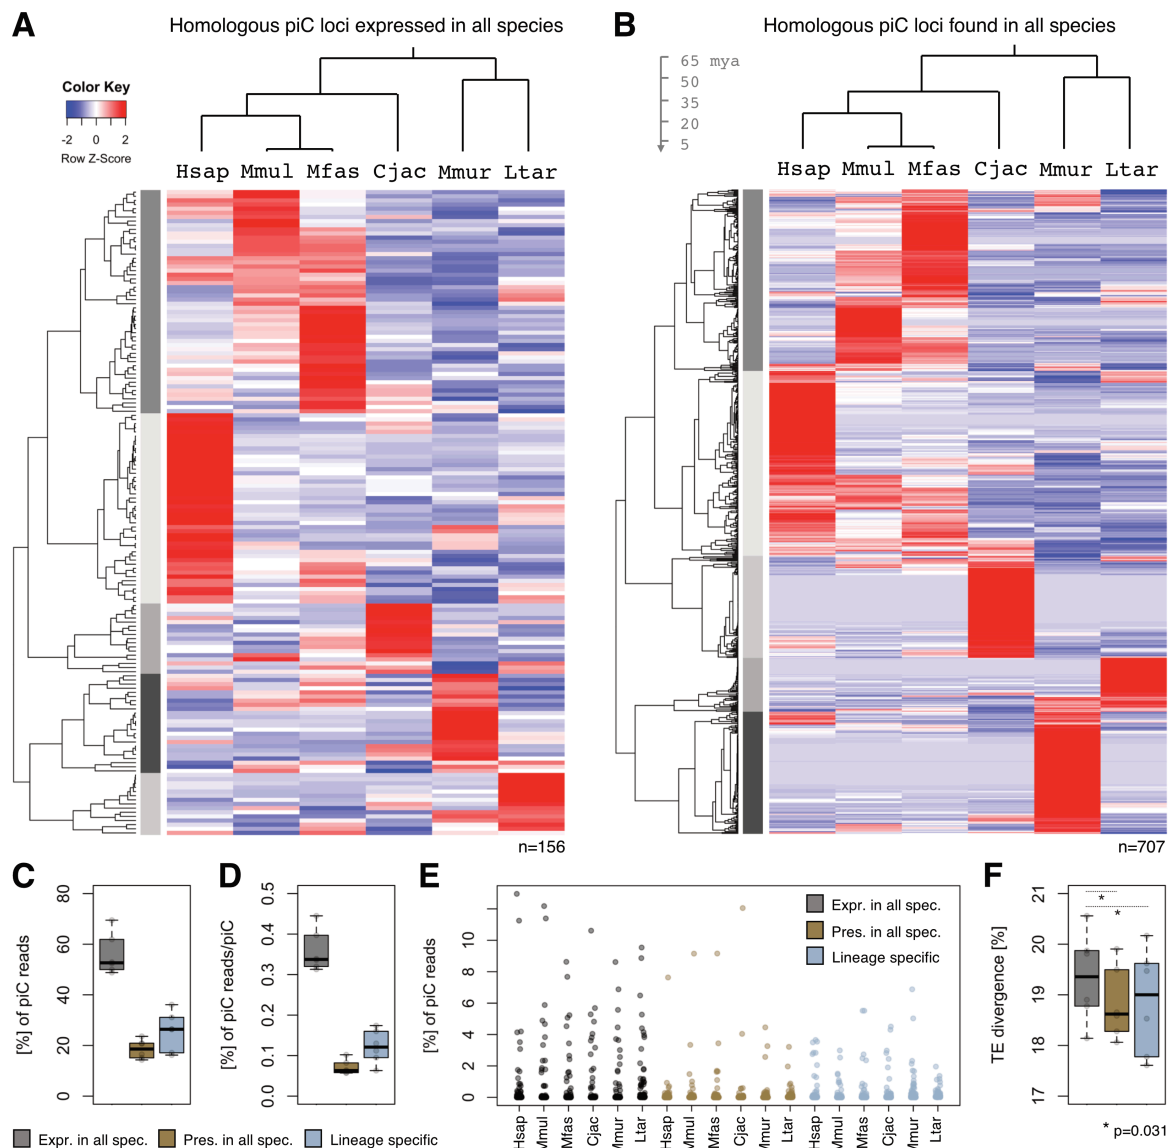 A
Homologous piC loci expressed in all species
Color Key
-2 0 2
Row Z-Score
Hsap Mmul Mfas Cjac Mmur Ltar
n=156
B
Homologous piC loci found in all species
65 mya
50
35
20
5
Hsap Mmul Mfas Cjac Mmur Ltar
n=707
C
[%] of piC reads
80
60
40
20
0
D
[%] of piC reads/piC
0.5
0.4
0.3
0.2
0.1
0.0
E
[%] of piC reads
10
8
6
4
2
0
Expr. in all spec.
Pres. in all spec.
Lineage specific
Hsap Mmul Mfas Cjac Mmur Ltar Hsap Mmul Mfas Cjac Mmur Ltar Hsap Mmul Mfas Cjac Mmur Ltar
F
TE divergence [%]
21
20
19
18
17
*
*
* p=0.031
Expr. in all spec. Pres. in all spec. Lineage specific